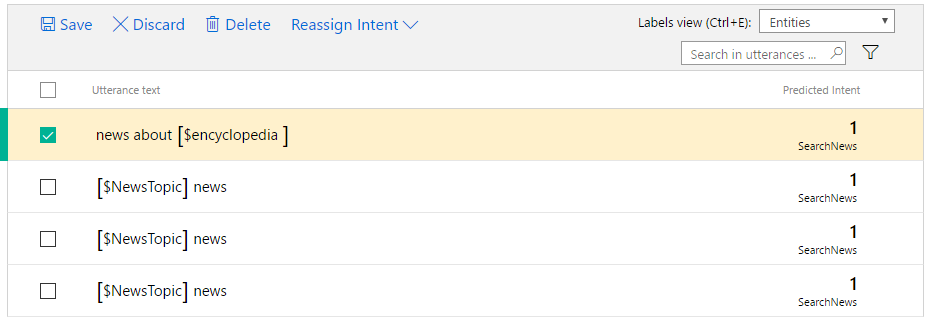 Save Discard Delete Reassign Intent Labels view (Ctrl+E): Entities
Search in utterances ...
Utterance text Predicted Intent
news about [$encyclopedia ] 1
SearchNews
[$NewsTopic] news 1
SearchNews
[$NewsTopic] news 1
SearchNews
[$NewsTopic] news 1
SearchNews